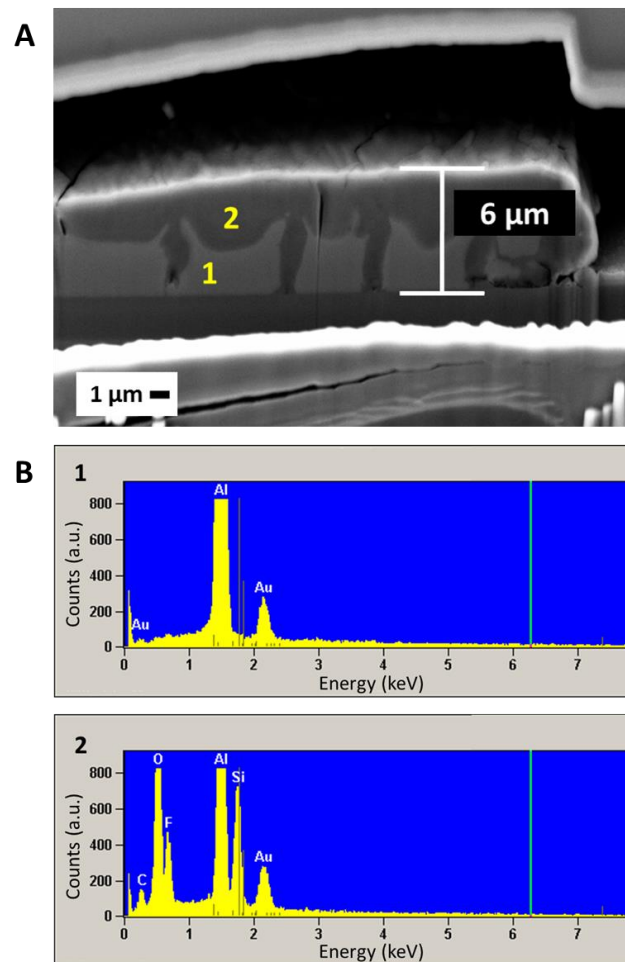 A
2
1
6 μm
1 μm
B
1
Al
800
600
400
200
0
Au
Au
0 1 2 3 4 5 6 7
Counts (a.u.)
Energy (keV)
2
O
Al
Si
F
C
Au
800
600
400
200
0
0 1 2 3 4 5 6 7
Counts (a.u.)
Energy (keV)